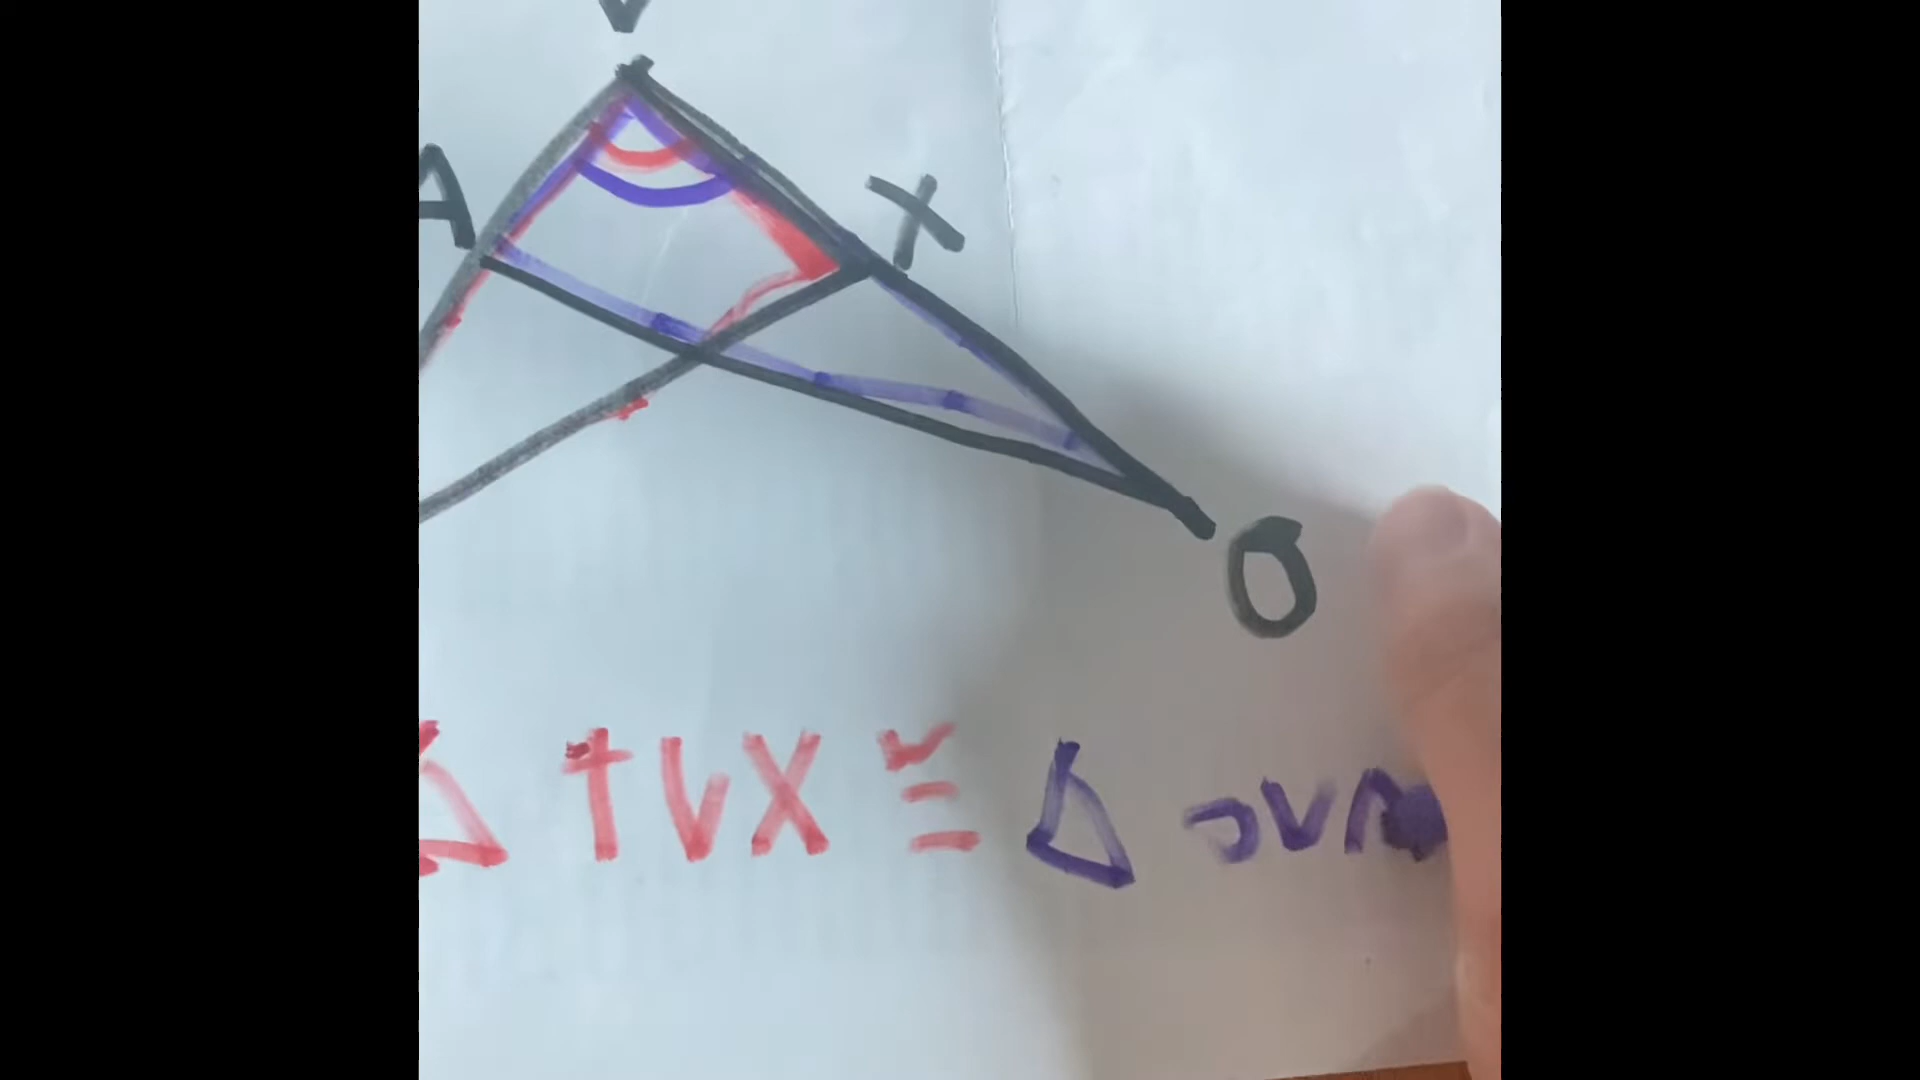 V
A
X
O
Δ TVX ≅ Δ OV